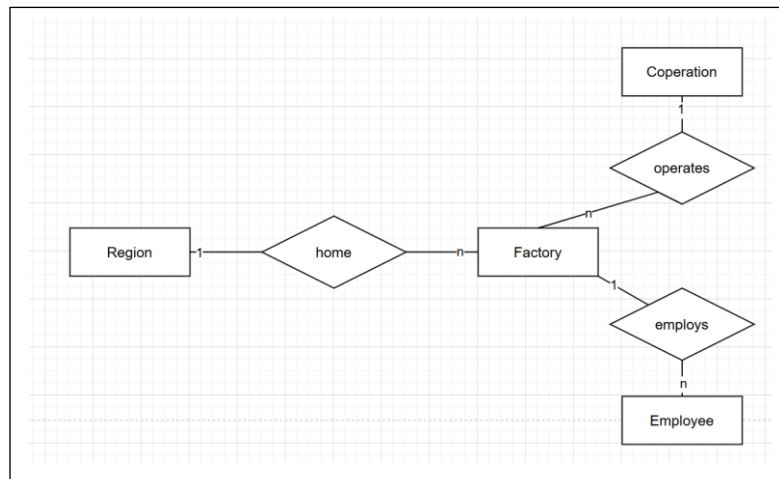 Coperation
1
operates
n
Region
1
home
n
Factory
1
employs
n
Employee